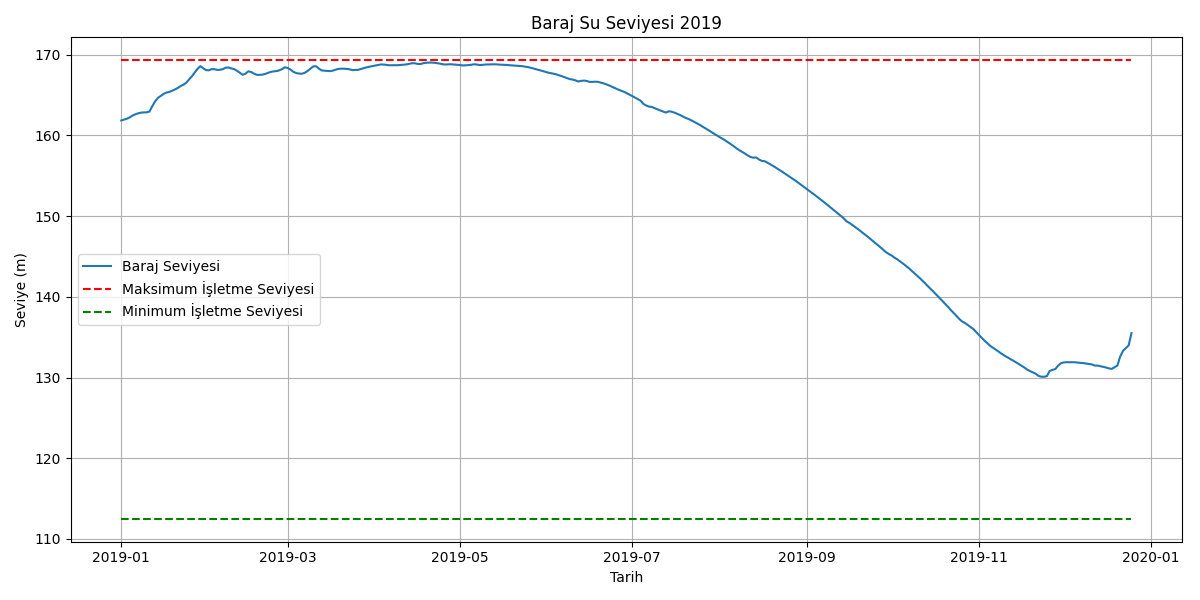 Baraj Su Seviyesi 2019
170
160
150
140
130
120
110
Seviye (m)
Baraj Seviyesi
Maksimum İşletme Seviyesi
Minimum İşletme Seviyesi
2019-01
2019-03
2019-05
2019-07
2019-09
2019-11
2020-01
Tarih